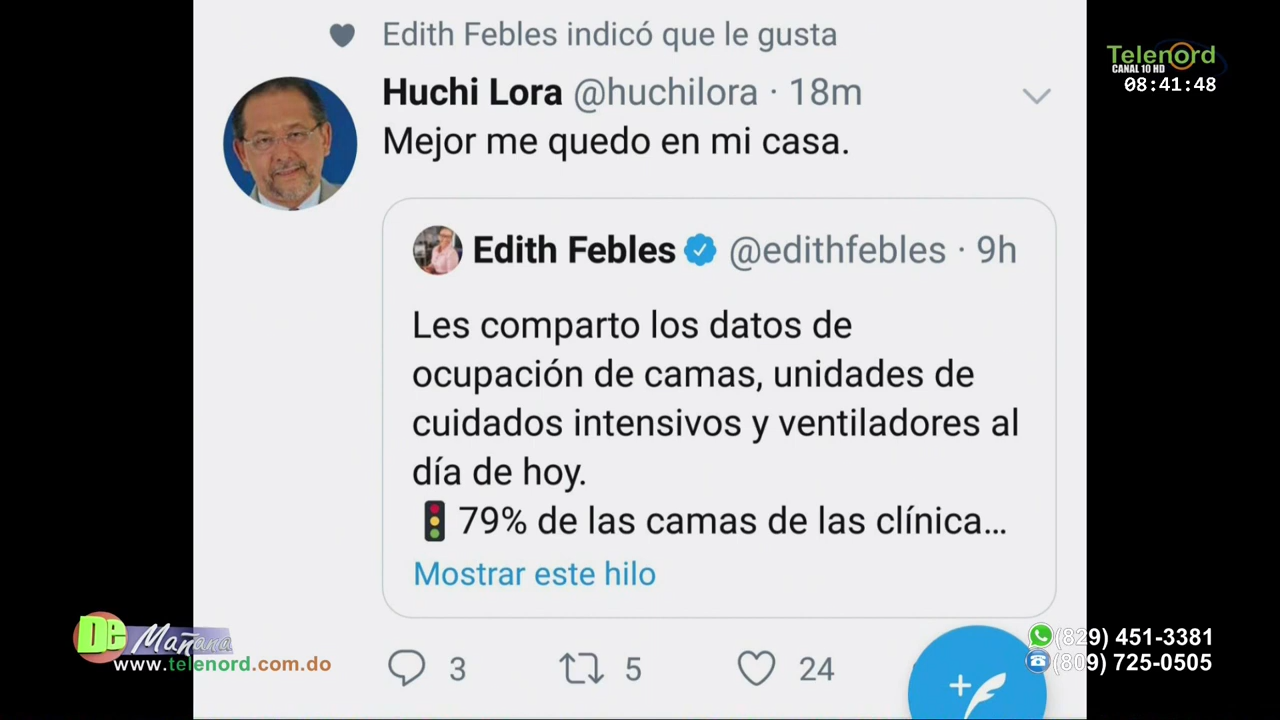 Edith Febles indicó que le gusta
Telenord
CANAL 10 HD
08:41:48
Huchi Lora @huchilora · 18m
Mejor me quedo en mi casa.
Edith Febles @edithfebles · 9h
Les comparto los datos de
ocupación de camas, unidades de
cuidados intensivos y ventiladores al
día de hoy.
🚦79% de las camas de las clínica...
Mostrar este hilo
3 5 24
De Mañana
www.telenord.com.do
(829) 451-3381
(809) 725-0505